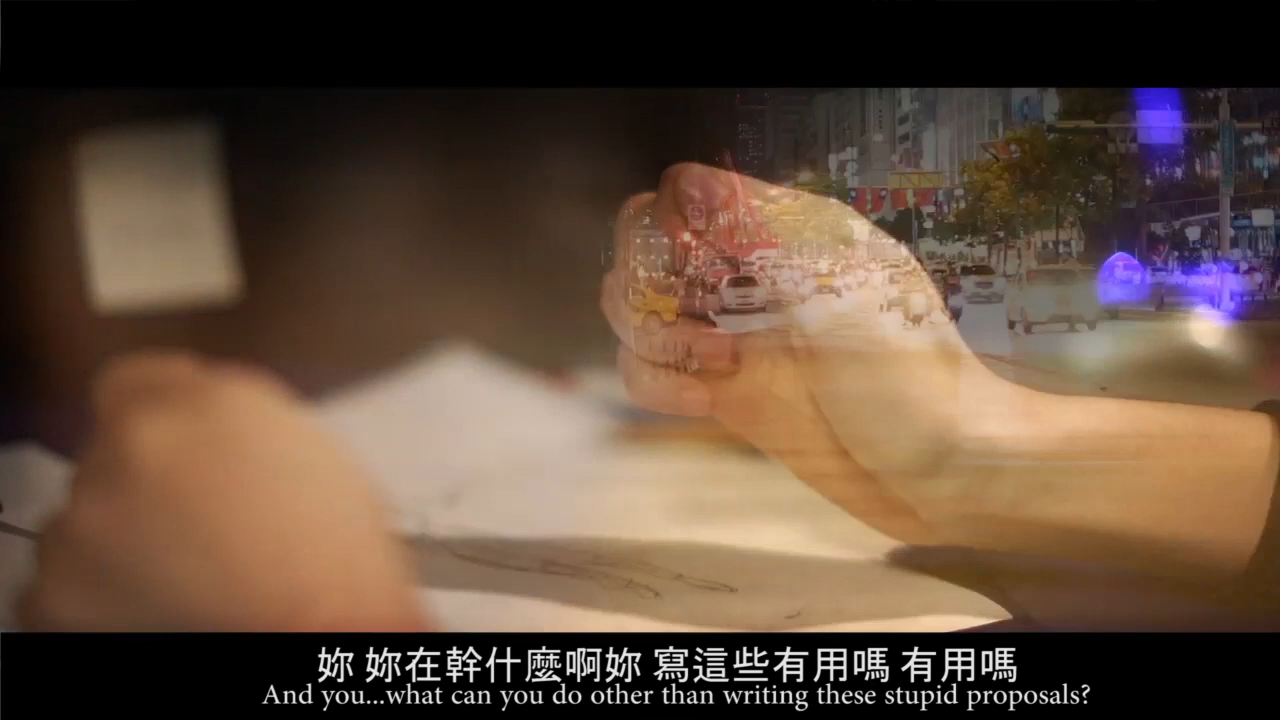 妳 妳在幹什麼啊妳 寫這些有用嗎 有用嗎
And you...what can you do other than writing these stupid proposals?